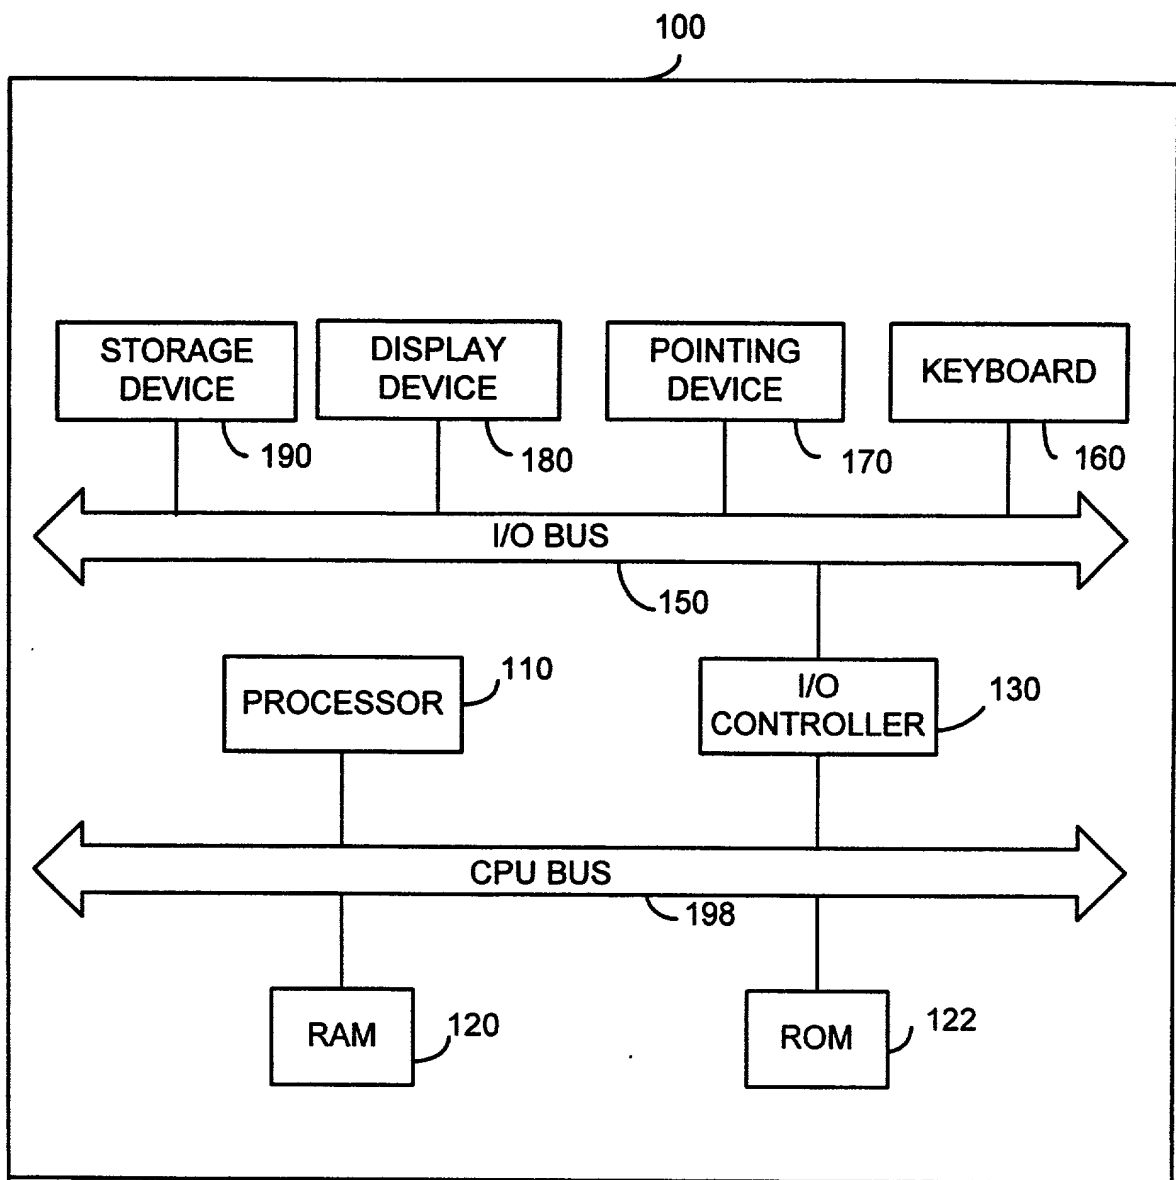 100
STORAGE
DEVICE
190
DISPLAY
DEVICE
180
POINTING
DEVICE
170
KEYBOARD
160
I/O BUS
150
PROCESSOR
110
I/O
CONTROLLER
130
CPU BUS
198
RAM
120
ROM
122